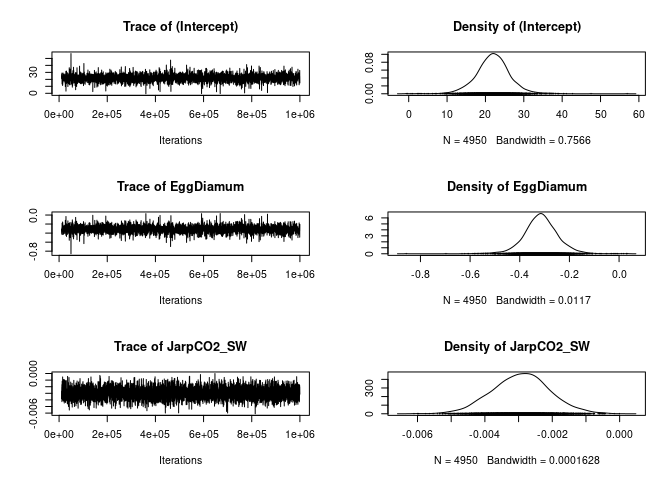 Trace of (Intercept)
0 30
0e+00 2e+05 4e+05 6e+05 8e+05 1e+06
Iterations
Density of (Intercept)
0.00 0.08
0 10 20 30 40 50 60
N = 4950 Bandwidth = 0.7566
Trace of EggDiamum
-0.8 0.0
0e+00 2e+05 4e+05 6e+05 8e+05 1e+06
Iterations
Density of EggDiamum
0 3 6
-0.8 -0.6 -0.4 -0.2 0.0
N = 4950 Bandwidth = 0.0117
Trace of JarpCO2_SW
-0.006 0.000
0e+00 2e+05 4e+05 6e+05 8e+05 1e+06
Iterations
Density of JarpCO2_SW
0 300
-0.006 -0.004 -0.002 0.000
N = 4950 Bandwidth = 0.0001628